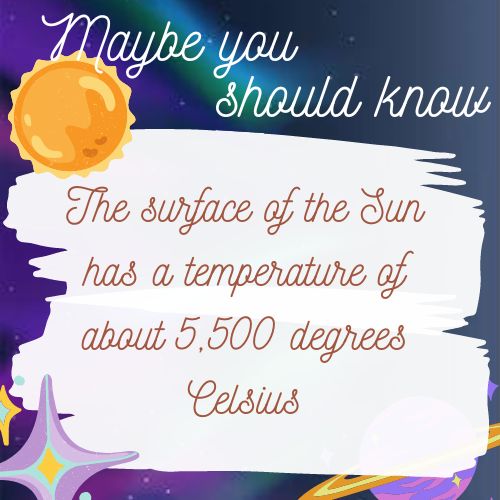 Maybe you
should know
The surface of the Sun
has a temperature of
about 5,500 degrees
Celsius